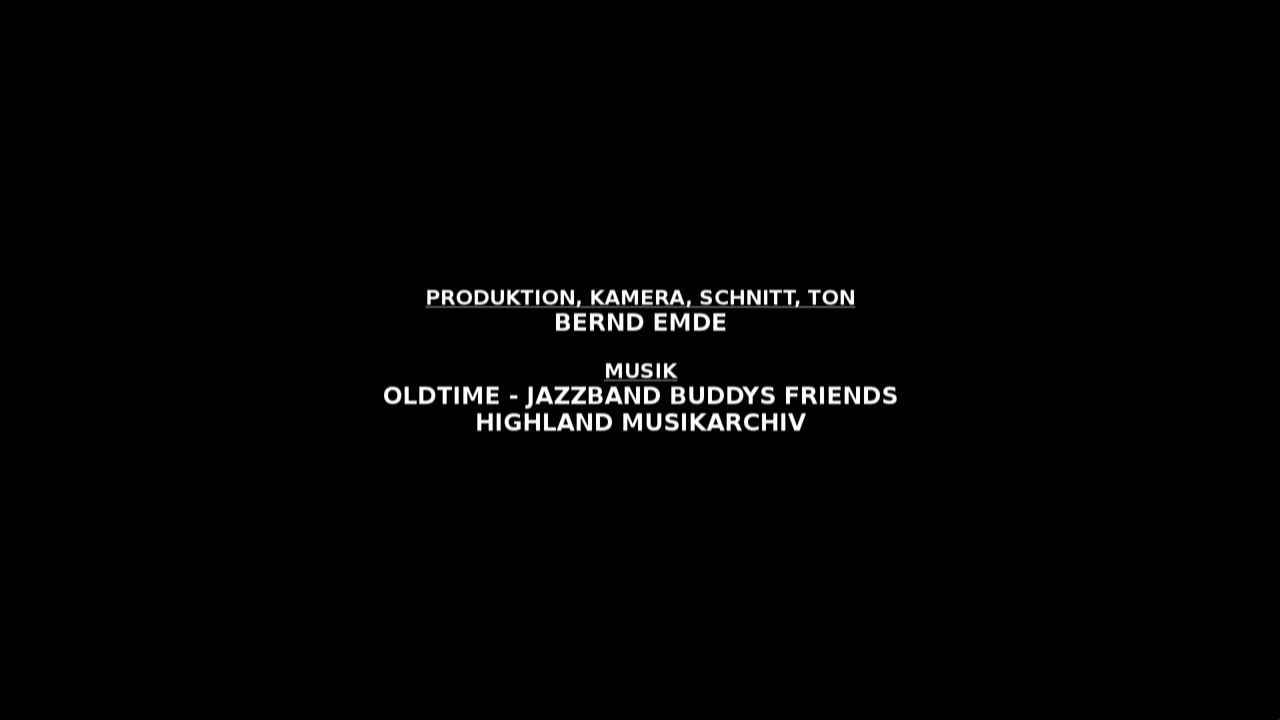 PRODUKTION, KAMERA, SCHNITT, TON
BERND EMDE
MUSIK
OLDTIME - JAZZBAND BUDDYS FRIENDS
HIGHLAND MUSIKARCHIV